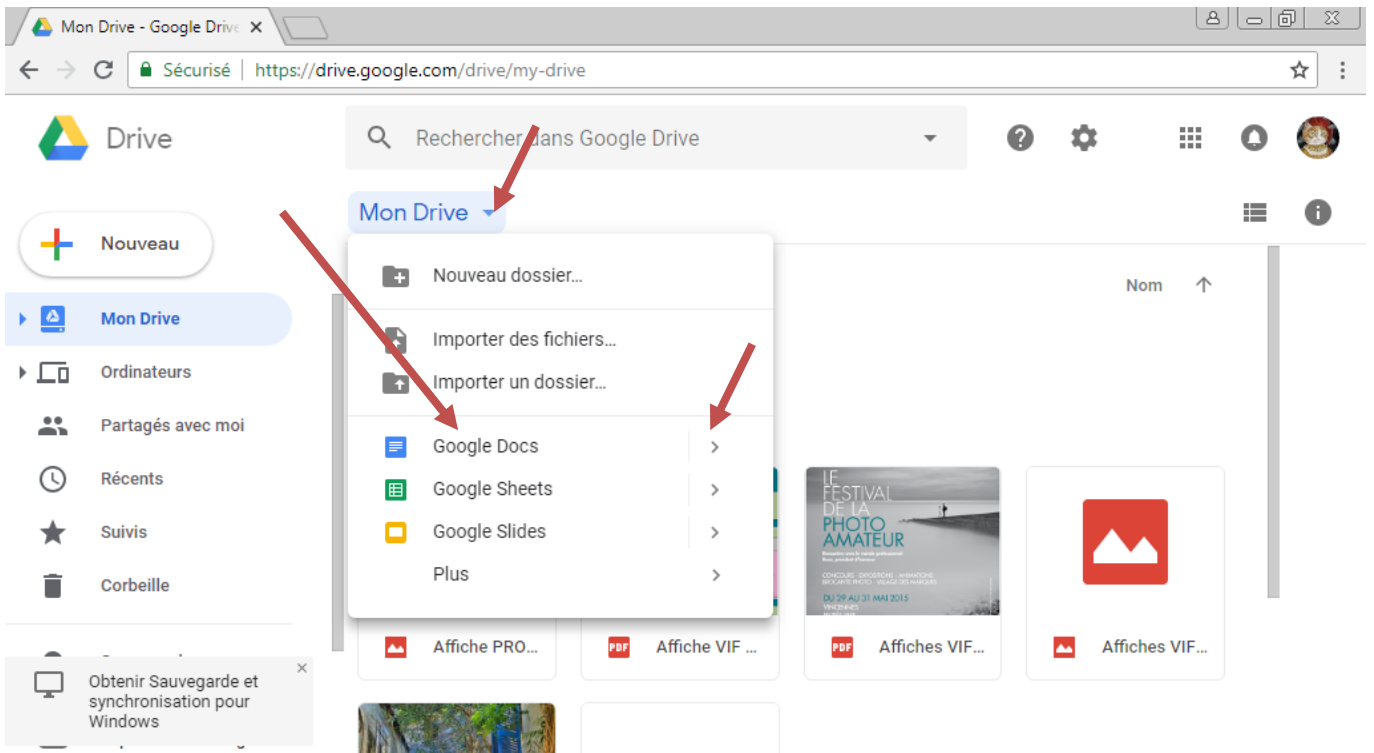 Mon Drive - Google Drive
Sécurisé | https://drive.google.com/drive/my-drive
Drive
Rechercher dans Google Drive
Mon Drive
Nouveau
Nouveau dossier...
Nom
Mon Drive
Importer des fichiers...
Ordinateurs
Importer un dossier...
Partagés avec moi
Google Docs
Récents
Google Sheets
Suivis
Google Slides
Corbeille
Plus
LE
FESTIVAL
DE LA
PHOTO
AMATEUR
DU 29 AU 31 MAI 2015
VINCENNES
Affiche PRO...
PDF
Affiche VIF ...
PDF
Affiches VIF...
Affiches VIF...
Obtenir Sauvegarde et
synchronisation pour
Windows